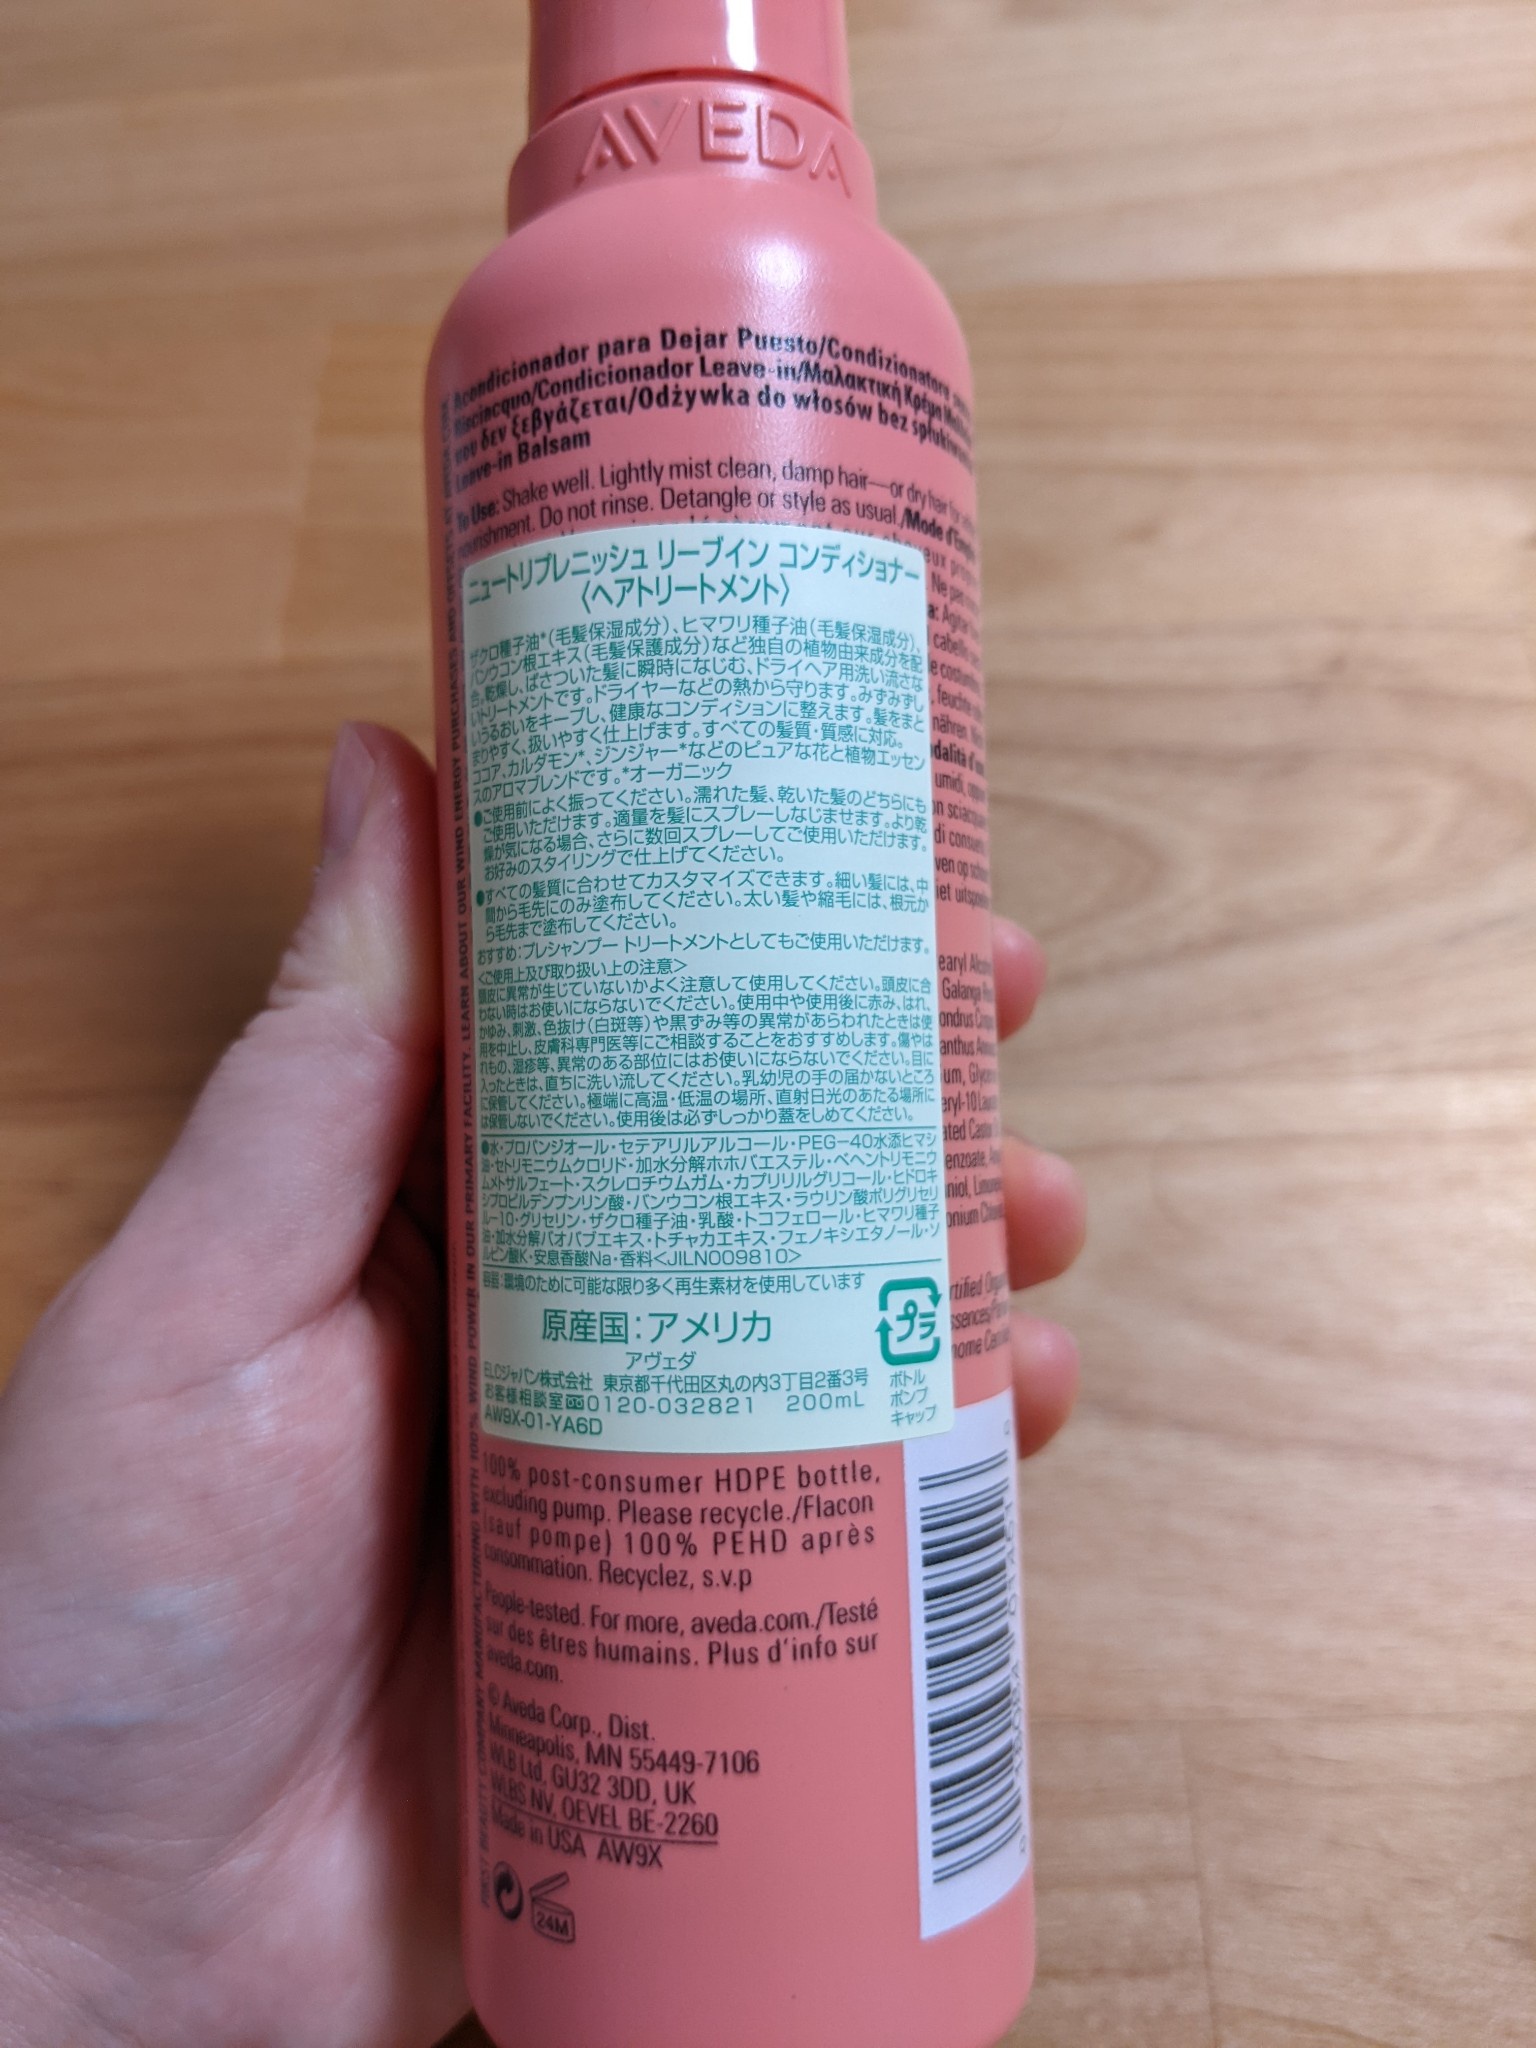 AVEDA
Acondicionador para Dejar Puesto/Condizionatore
Risciacquo/Condicionador Leave-in/Μαλακτική Κρέμα
που δεν ξεβγάζεται/Odżywka do włosów bez spłukiwania
Leave-in Balsam
To Use: Shake well. Lightly mist clean, damp hair—or dry hair for
nourishment. Do not rinse. Detangle or style as usual./Mode d'Emploi
ニュートリプレニッシュ リーブイン コンディショナー
〈ヘアトリートメント〉
ザクロ種子油*(毛髪保湿成分)、ヒマワリ種子油(毛髪保湿成分)、
バンウコン根エキス(毛髪保護成分)など独自の植物由来成分を配
合。乾燥し、ぱさついた髪に瞬時になじむ、ドライヘア用洗い流さな
いトリートメントです。ドライヤーなどの熱から守ります。みずみずし
いうるおいをキープし、健康なコンディションに整えます。髪をまと
まりやすく、扱いやすく仕上げます。すべての髪質・質感に対応。
ココア、カルダモン*、ジンジャー*などのピュアな花と植物エッセン
スのアロマブレンドです。*オーガニック
●ご使用前によく振ってください。濡れた髪、乾いた髪のどちらにも
ご使用いただけます。適量を髪にスプレーしなじませます。より乾
燥が気になる場合、さらに数回スプレーしてご使用いただけます。
お好みのスタイリングで仕上げてください。
●すべての髪質に合わせてカスタマイズできます。細い髪には、中
間から毛先にのみ塗布してください。太い髪や縮毛には、根元か
ら毛先まで塗布してください。
おすすめ:プレシャンプー トリートメントとしてもご使用いただけます。
<ご使用上及び取り扱い上の注意>
頭皮に異常が生じていないかよく注意して使用してください。頭皮に合
わない時はお使いにならないでください。使用中や使用後に赤み、はれ、
かゆみ、刺激、色抜け(白斑等)や黒ずみ等の異常があらわれたときは使
用を中止し、皮膚科専門医等にご相談することをおすすめします。傷やは
れもの、湿疹等、異常のある部位にはお使いにならないでください。目に
入ったときは、直ちに洗い流してください。乳幼児の手の届かないところ
に保管してください。極端に高温・低温の場所、直射日光のあたる場所に
は保管しないでください。使用後は必ずしっかり蓋をしめてください。
●水・プロパンジオール・セテアリルアルコール・PEG-40水添ヒマシ
油・セトリモニウムクロリド・加水分解ホホバエステル・ベヘントリモニウ
ムメトサルフェート・スクレロチウムガム・カプリリルグリコール・ヒドロキ
シプロピルデンプンリン酸・バンウコン根エキス・ラウリン酸ポリグリセリ
ル-10・グリセリン・ザクロ種子油・乳酸・トコフェロール・ヒマワリ種子
油・加水分解バオバブエキス・トチャカエキス・フェノキシエタノール・ソ
ルビン酸K・安息香酸Na・香料<JILN009810>
容器:環境のために可能な限り多く再生素材を使用しています
原産国:アメリカ
プラ
アヴェダ
ELCジャパン株式会社 東京都千代田区丸の内3丁目2番3号
お客様相談室 0120-032821 200mL
AW9X-01-YA6D
ボトル
ポンプ
キャップ
100% post-consumer HDPE bottle,
excluding pump. Please recycle./Flacon
(sauf pompe) 100% PEHD après
consommation. Recyclez, s.v.p
People-tested. For more, aveda.com./Testé
sur des êtres humains. Plus d'info sur
aveda.com.
© Aveda Corp., Dist.
Minneapolis, MN 55449-7106
WLB Ltd, GU32 3DD, UK
WLBS NV, OEVEL BE-2260
Made in USA AW9X
24M
FIRST BEAUTY COMPANY MANUFACTURING WITH 100% WIND POWER IN OUR PRIMARY FACILITY. LEARN ABOUT OUR WIND ENERGY PURCHASES AND OFFSETS AT